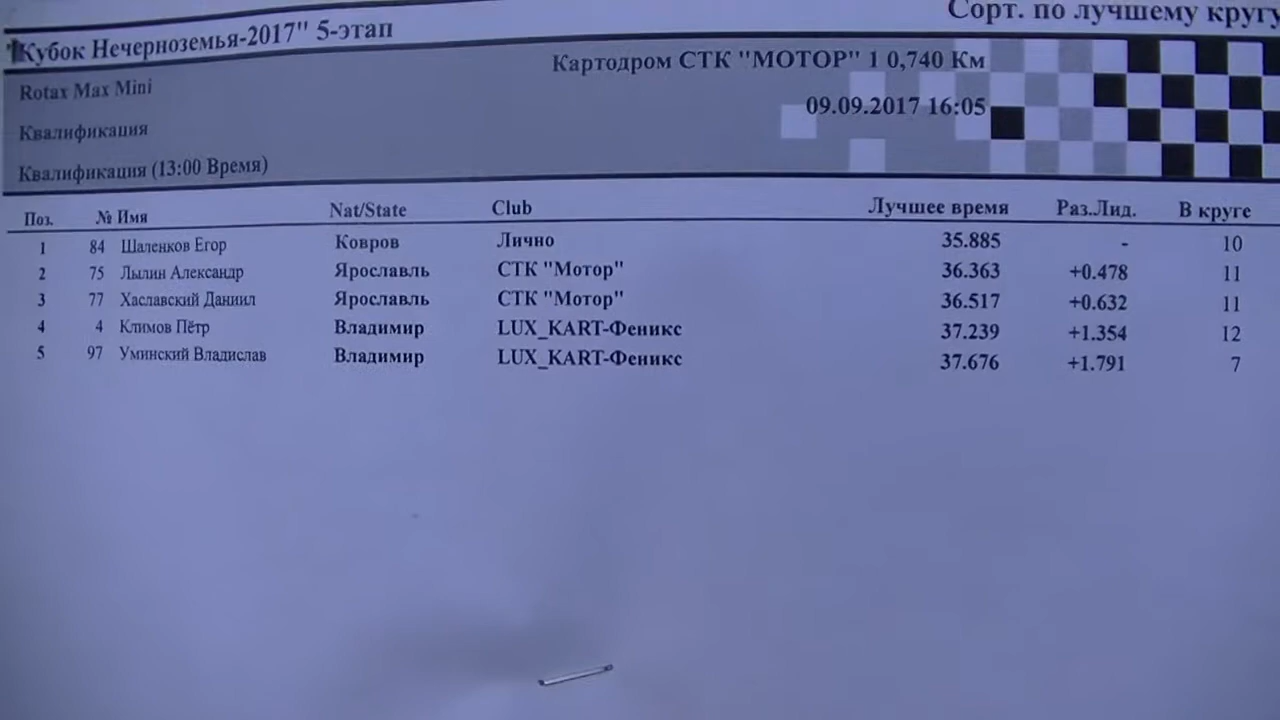 Сорт. по лучшему кругу
"Кубок Нечерноземья-2017" 5-этап
Картодром СТК "МОТОР" 1 0,740 Км
Rotax Max Mini
09.09.2017 16:05
Квалификация
Квалификация (13:00 Время)
Поз. № Имя Nat/State Club Лучшее время Раз.Лид. В круге
1 84 Шаленков Егор Ковров Лично 35.885 - 10
2 75 Лылин Александр Ярославль СТК "Мотор" 36.363 +0.478 11
3 77 Хаславский Даниил Ярославль СТК "Мотор" 36.517 +0.632 11
4 4 Климов Пётр Владимир LUX_KART-Феникс 37.239 +1.354 12
5 97 Уминский Владислав Владимир LUX_KART-Феникс 37.676 +1.791 7